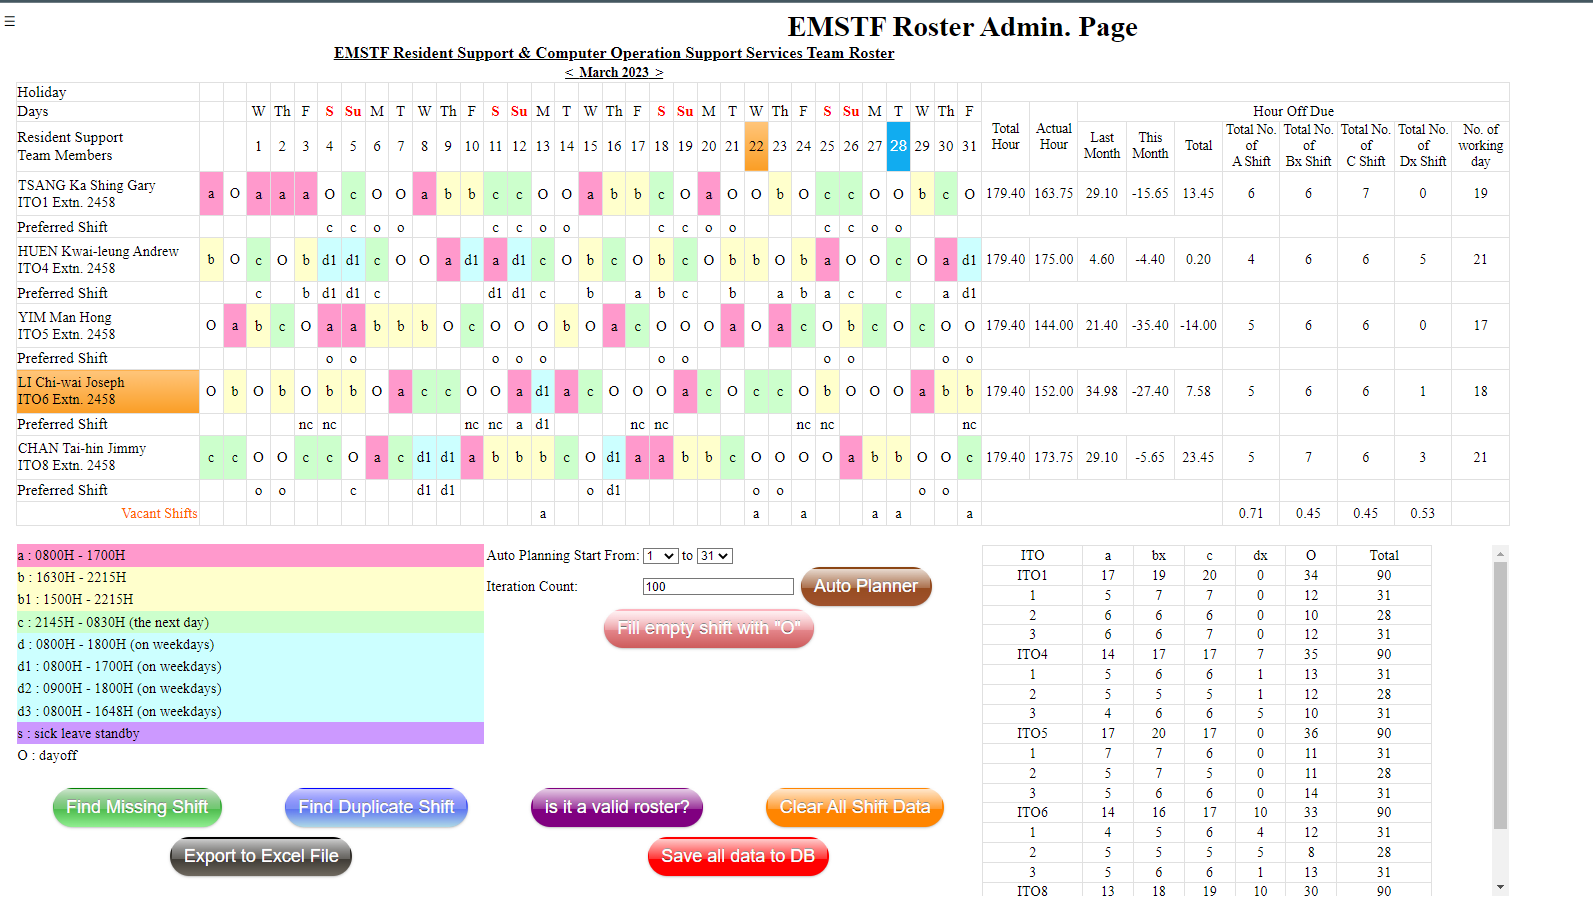 ☰
EMSTF Roster Admin. Page
EMSTF Resident Support & Computer Operation Support Services Team Roster
< March 2023 >
Holiday
Days W Th F S Su M T W Th F S Su M T W Th F S Su M T W Th F S Su M T W Th F Total Hour Actual Hour Hour Off Due
Resident Support Team Members 1 2 3 4 5 6 7 8 9 10 11 12 13 14 15 16 17 18 19 20 21 22 23 24 25 26 27 28 29 30 31 Last Month This Month Total Total No. of A Shift Total No. of Bx Shift Total No. of C Shift Total No. of Dx Shift No. of working day
TSANG Ka Shing Gary ITO1 Extn. 2458 a O a a a O c O O a b b c c O O a b b c O a O O b O c c O O b c O 179.40 163.75 29.10 -15.65 13.45 6 6 7 0 19
Preferred Shift c c o o c c o o c c o o c c o o
HUEN Kwai-leung Andrew ITO4 Extn. 2458 b O c O b d1 d1 c O O a d1 a d1 c O b c O b c O b b O b a O O c O a d1 179.40 175.00 4.60 -4.40 0.20 4 6 6 5 21
Preferred Shift c b d1 d1 c d1 d1 c b a b c b a b a c c a d1
YIM Man Hong ITO5 Extn. 2458 O a b c O a a b b b O c O O O b O a c O O O a O a c O b c O c O O 179.40 144.00 21.40 -35.40 -14.00 5 6 6 0 17
Preferred Shift o o o o o o o o o o o
LI Chi-wai Joseph ITO6 Extn. 2458 O b O b O b b O a c c O O a d1 a c O O O a c O c c O b O O O a b b 179.40 152.00 34.98 -27.40 7.58 5 6 6 1 18
Preferred Shift nc nc nc nc a d1 nc nc nc nc nc
CHAN Tai-hin Jimmy ITO8 Extn. 2458 c c O O c c O a c d1 d1 a b b b c O d1 a a b b c O O O O a b b O O c 179.40 173.75 29.10 -5.65 23.45 5 7 6 3 21
Preferred Shift o o c d1 d1 o d1 o o o o
Vacant Shifts a a a a a a 0.71 0.45 0.45 0.53
a : 0800H - 1700H
b : 1630H - 2215H
b1 : 1500H - 2215H
c : 2145H - 0830H (the next day)
d : 0800H - 1800H (on weekdays)
d1 : 0800H - 1700H (on weekdays)
d2 : 0900H - 1800H (on weekdays)
d3 : 0800H - 1648H (on weekdays)
s : sick leave standby
O : dayoff
Auto Planning Start From: 1 to 31
Iteration Count: 100 Auto Planner
Fill empty shift with "O"
Find Missing Shift Find Duplicate Shift is it a valid roster? Clear All Shift Data
Export to Excel File Save all data to DB
ITO a bx c dx O Total
ITO1 17 19 20 0 34 90
1 5 7 7 0 12 31
2 6 6 6 0 10 28
3 6 6 7 0 12 31
ITO4 14 17 17 7 35 90
1 5 6 6 1 13 31
2 5 5 5 1 12 28
3 4 6 6 5 10 31
ITO5 17 20 17 0 36 90
1 7 7 6 0 11 31
2 5 7 5 0 11 28
3 5 6 6 0 14 31
ITO6 14 16 17 10 33 90
1 4 5 6 4 12 31
2 5 5 5 5 8 28
3 5 6 6 1 13 31
ITO8 13 18 19 10 30 90